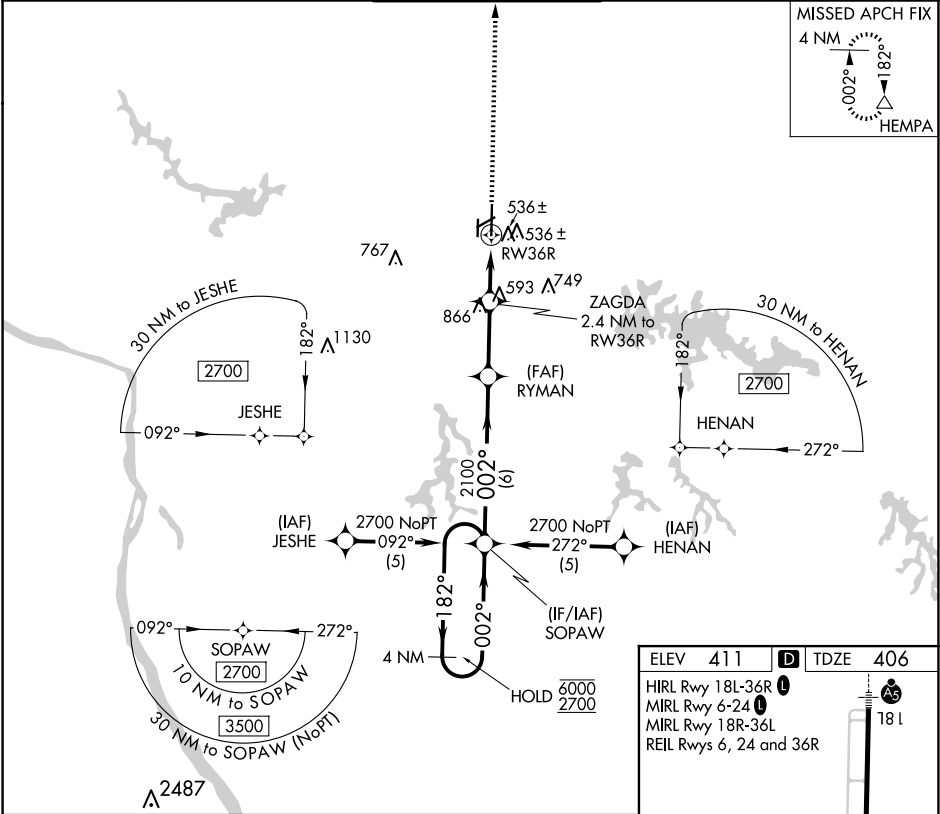 MISSED APCH FIX
4 NM
002°
182°
HEMPA
536 ±
536 ±
RW36R
767
593
749
866
ZAGDA
2.4 NM to
RW36R
30 NM to JESHE
182°
1130
2700
JESHE
092°
30 NM to HENAN
182°
2700
HENAN
272°
(FAF)
RYMAN
2100
002°
(6)
(IAF)
JESHE
2700 NoPT
092°
(5)
2700 NoPT
272°
(5)
(IAF)
HENAN
182°
002°
(IF/IAF)
SOPAW
4 NM
HOLD 6000
2700
092°
272°
SOPAW
2700
10 NM to SOPAW
3500
30 NM to SOPAW (NoPT)
2487
ELEV 411 D TDZE 406
HIRL Rwy 18L-36R L
MIRL Rwy 6-24 L
MIRL Rwy 18R-36L
REIL Rwys 6, 24 and 36R
A5
18L